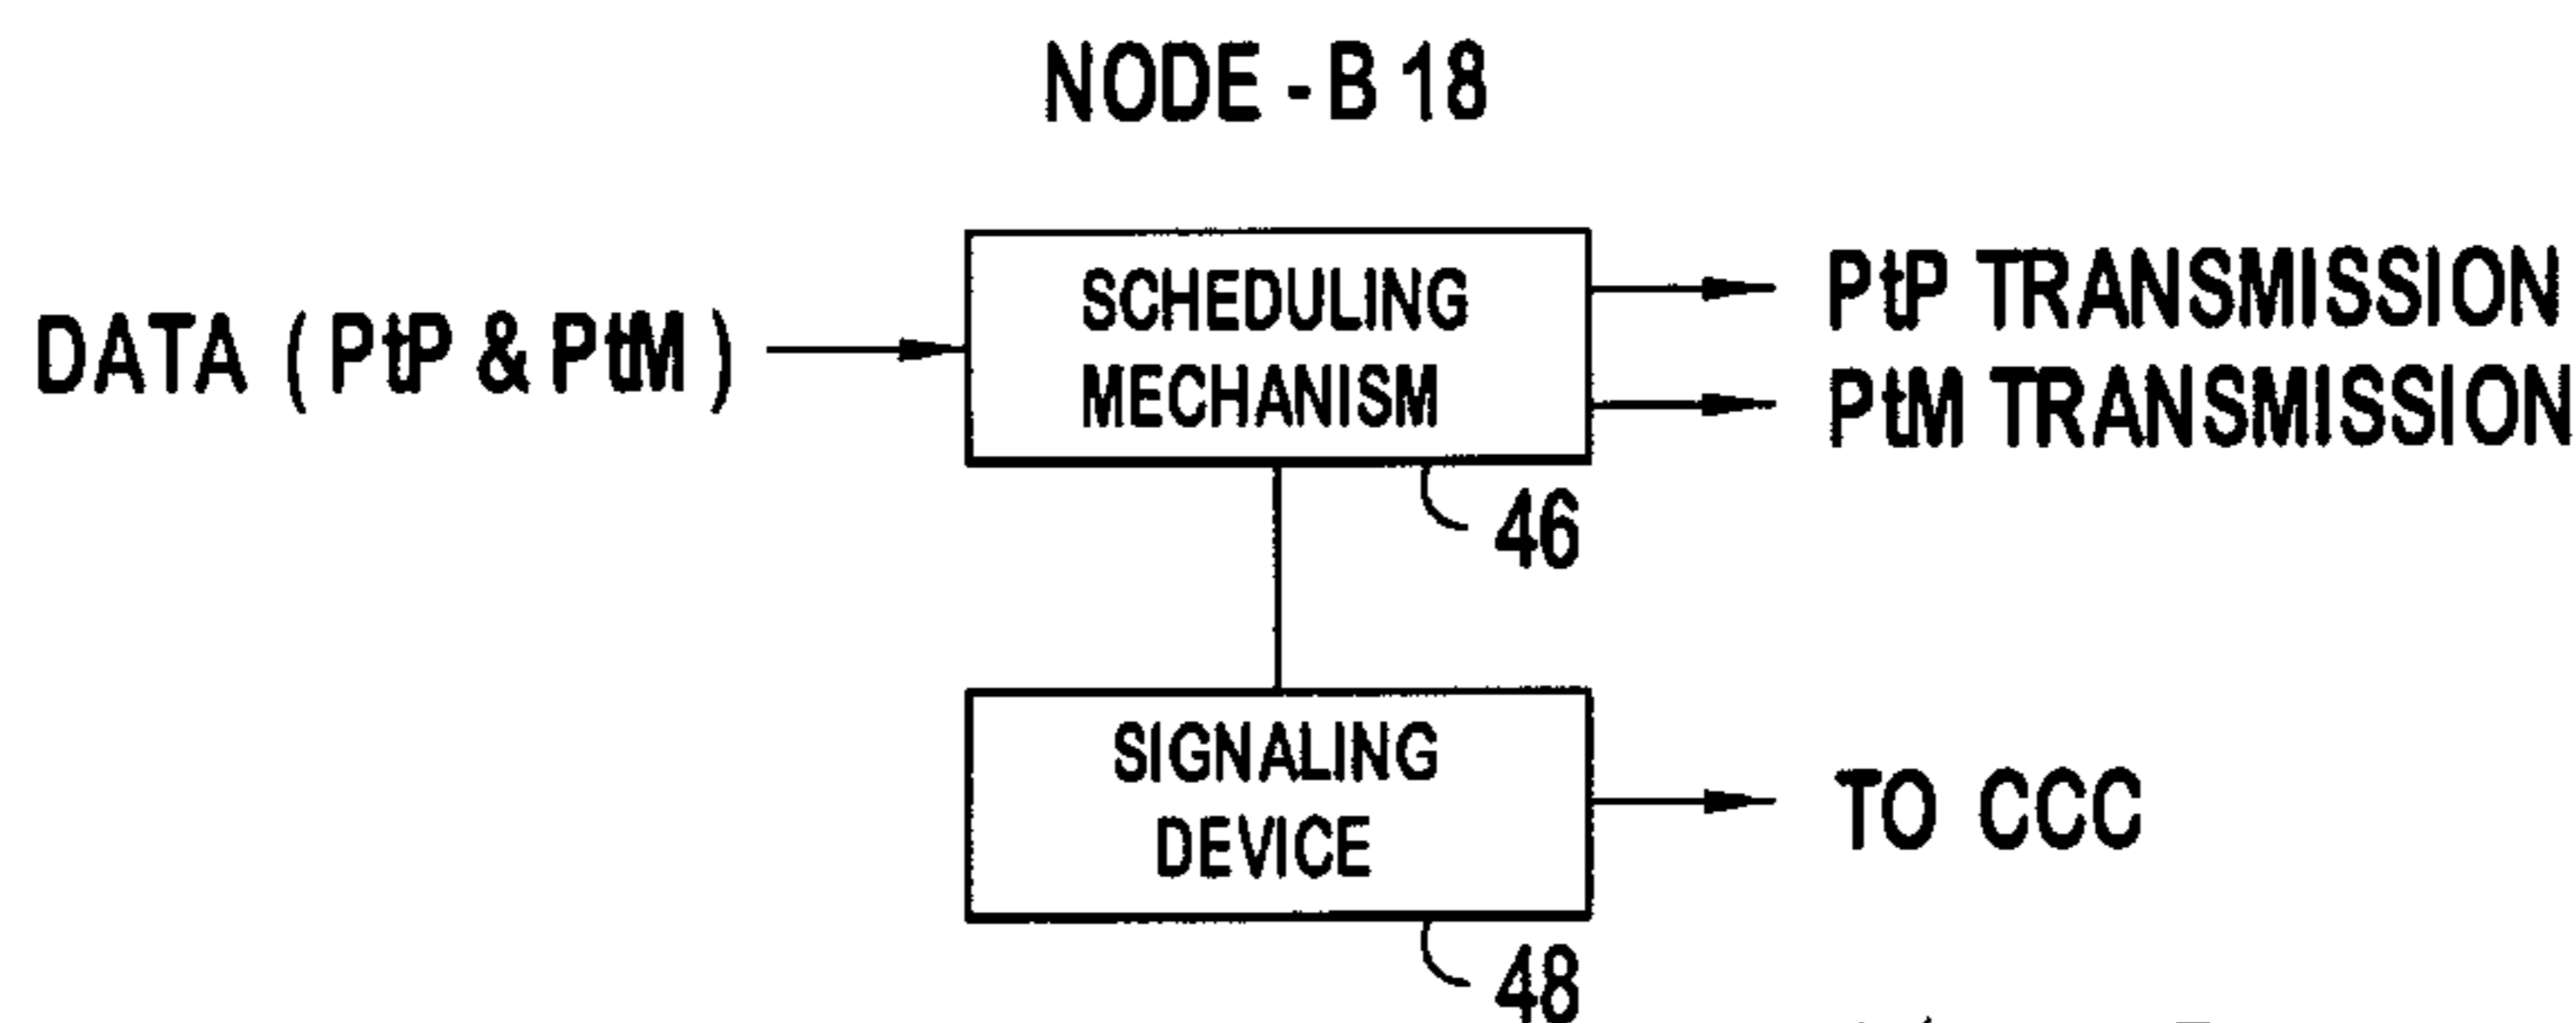 NODE - B 18
DATA ( PtP & PtM )
SCHEDULING
MECHANISM
PtP TRANSMISSION
PtM TRANSMISSION
46
SIGNALING
DEVICE
TO CCC
48